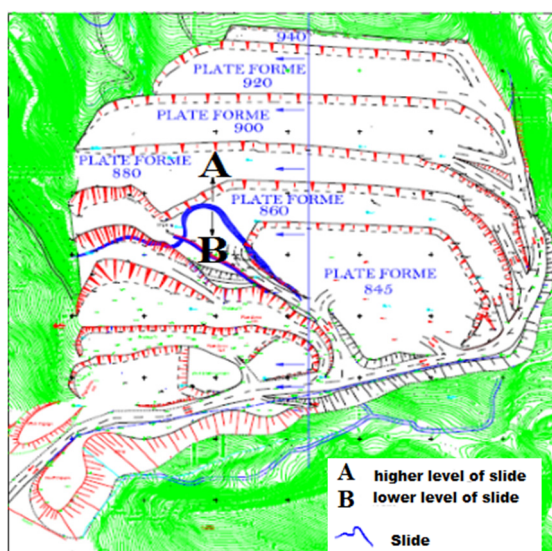 940
PLATE FORME
920
PLATE FORME
900
PLATE FORME
880
A
PLATE FORME
860
B
PLATE FORME
845
A higher level of slide
B lower level of slide
Slide